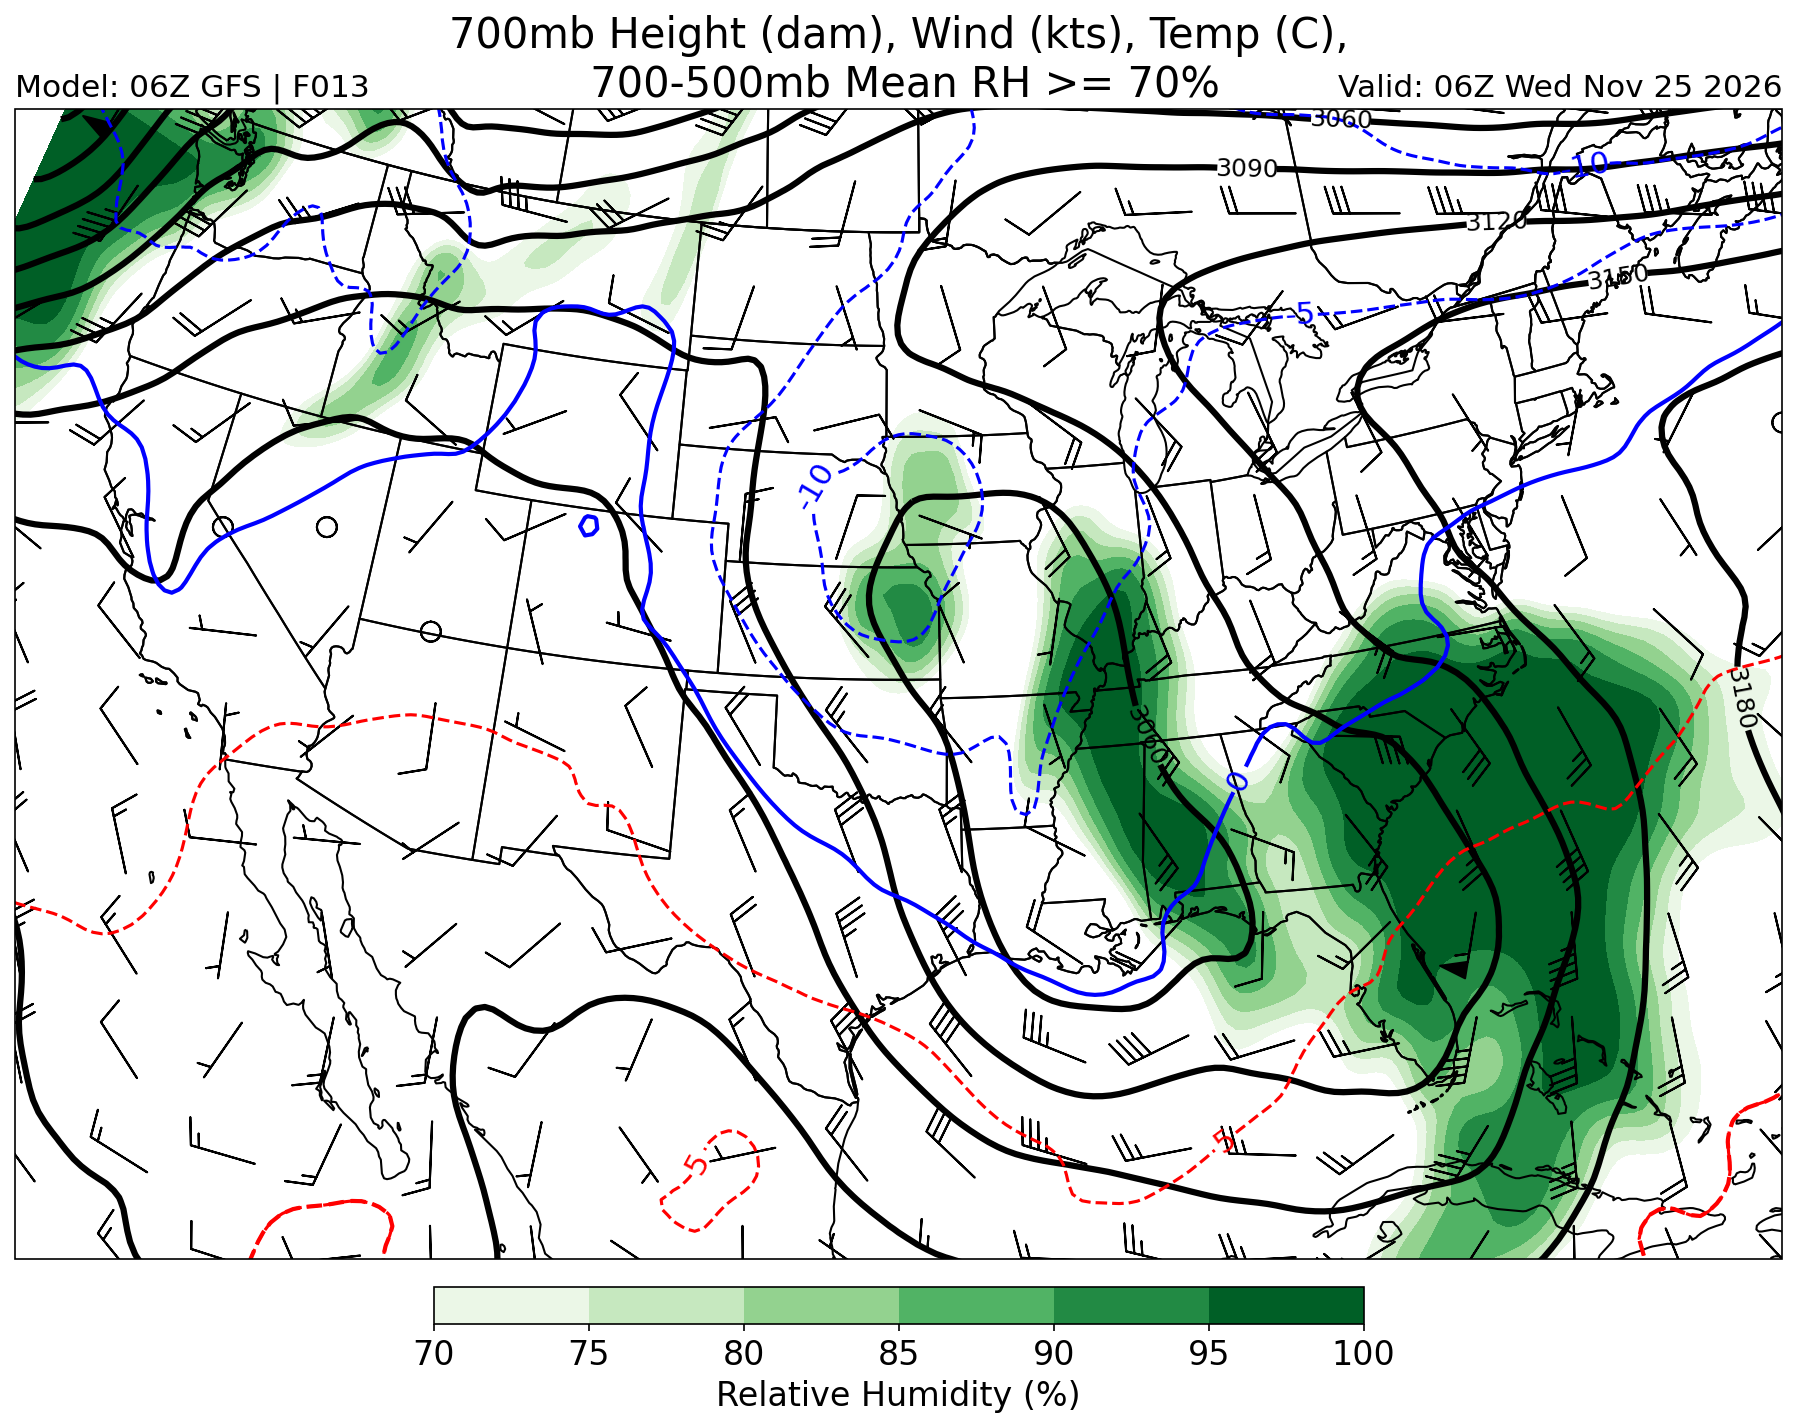 700mb Height (dam), Wind (kts), Temp (C),
Model: 06Z GFS | F013
700-500mb Mean RH >= 70%
Valid: 06Z Wed Nov 25 2026
3060
3090
10
3120
3150
5
-10
3180
3060
0
5
5
70 75 80 85 90 95 100
Relative Humidity (%)